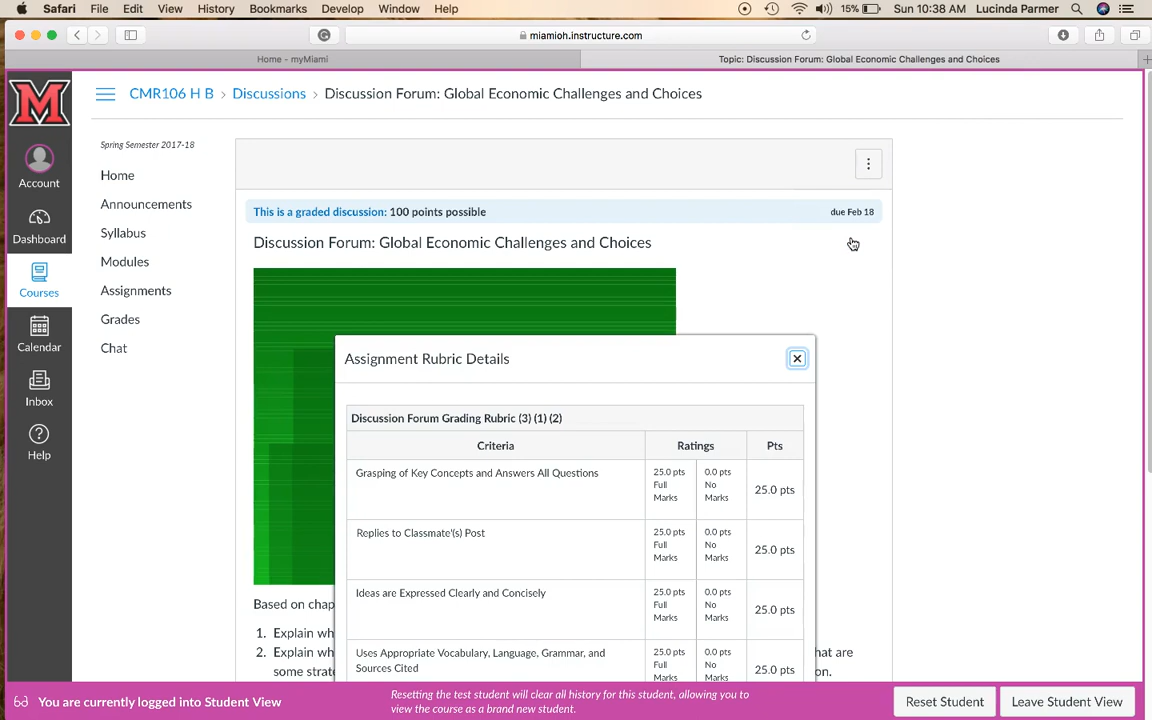 Safari File Edit View History Bookmarks Develop Window Help 15% Sun 10:38 AM Lucinda Parmer
miamioh.instructure.com
Home - myMiami Topic: Discussion Forum: Global Economic Challenges and Choices
M
CMR106 H B > Discussions > Discussion Forum: Global Economic Challenges and Choices
Account
Dashboard
Courses
Calendar
Inbox
Help
Spring Semester 2017-18
Home
Announcements
Syllabus
Modules
Assignments
Grades
Chat
This is a graded discussion: 100 points possible due Feb 18
Discussion Forum: Global Economic Challenges and Choices
Assignment Rubric Details
Discussion Forum Grading Rubric (3) (1) (2)
Criteria Ratings Pts
Grasping of Key Concepts and Answers All Questions
25.0 pts Full Marks
0.0 pts No Marks
25.0 pts
Replies to Classmate'(s) Post
25.0 pts Full Marks
0.0 pts No Marks
25.0 pts
Ideas are Expressed Clearly and Concisely
25.0 pts Full Marks
0.0 pts No Marks
25.0 pts
Uses Appropriate Vocabulary, Language, Grammar, and
Sources Cited
25.0 pts Full Marks
0.0 pts No Marks
25.0 pts
Based on chap
1. Explain wh
2. Explain wh hat are
some strate on.
You are currently logged into Student View
Resetting the test student will clear all history for this student, allowing you to
view the course as a brand new student.
Reset Student
Leave Student View